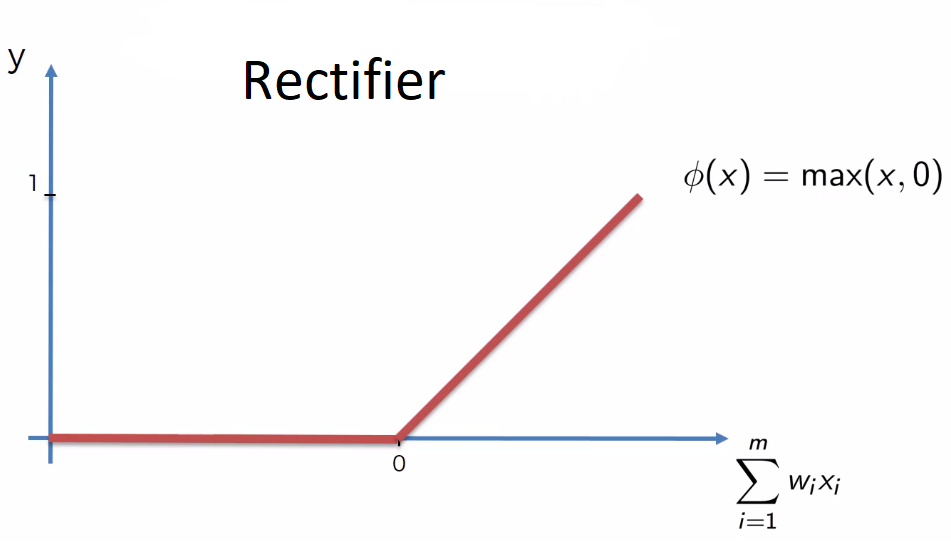 y
Rectifier
1
ϕ(x) = max(x, 0)
0
m
∑ wᵢxᵢ
i=1